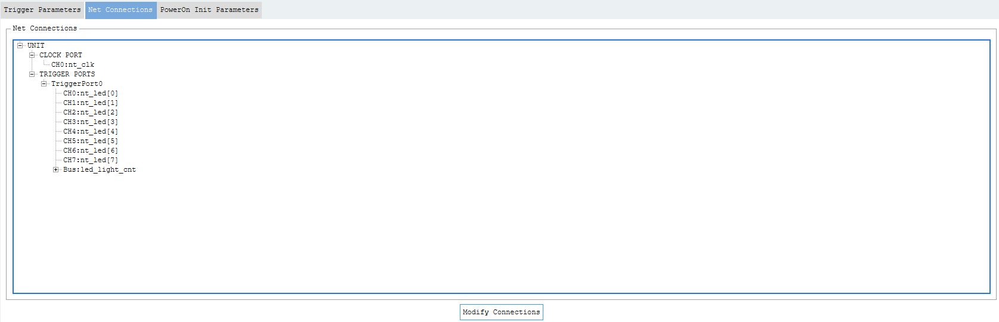 Trigger Parameters Net Connections PowerOn Init Parameters
Net Connections
UNIT
CLOCK PORT
CH0:nt_clk
TRIGGER PORTS
TriggerPort0
CH0:nt_led[0]
CH1:nt_led[1]
CH2:nt_led[2]
CH3:nt_led[3]
CH4:nt_led[4]
CH5:nt_led[5]
CH6:nt_led[6]
CH7:nt_led[7]
Bus:led_light_cnt
Modify Connections